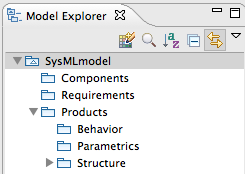 Model Explorer
SysMLmodel
Components
Requirements
Products
Behavior
Parametrics
Structure